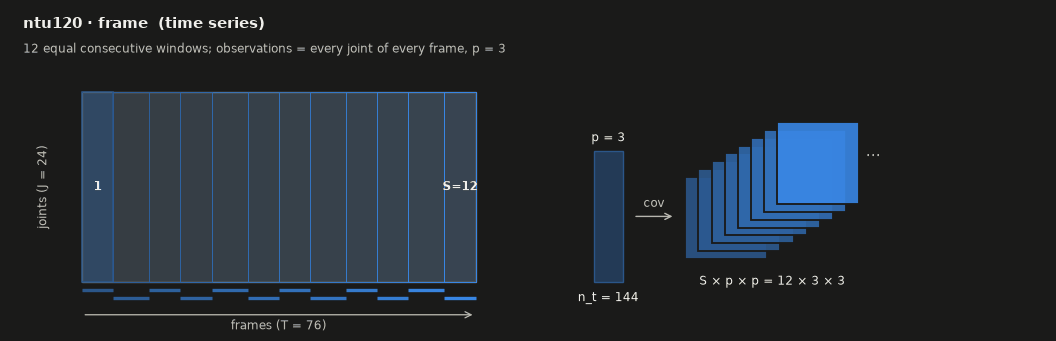 ntu120 · frame  (time series)
12 equal consecutive windows; observations = every joint of every frame, p = 3
joints (J = 24)
1
S=12
frames (T = 76)
p = 3
n_t = 144
cov
...
S × p × p = 12 × 3 × 3